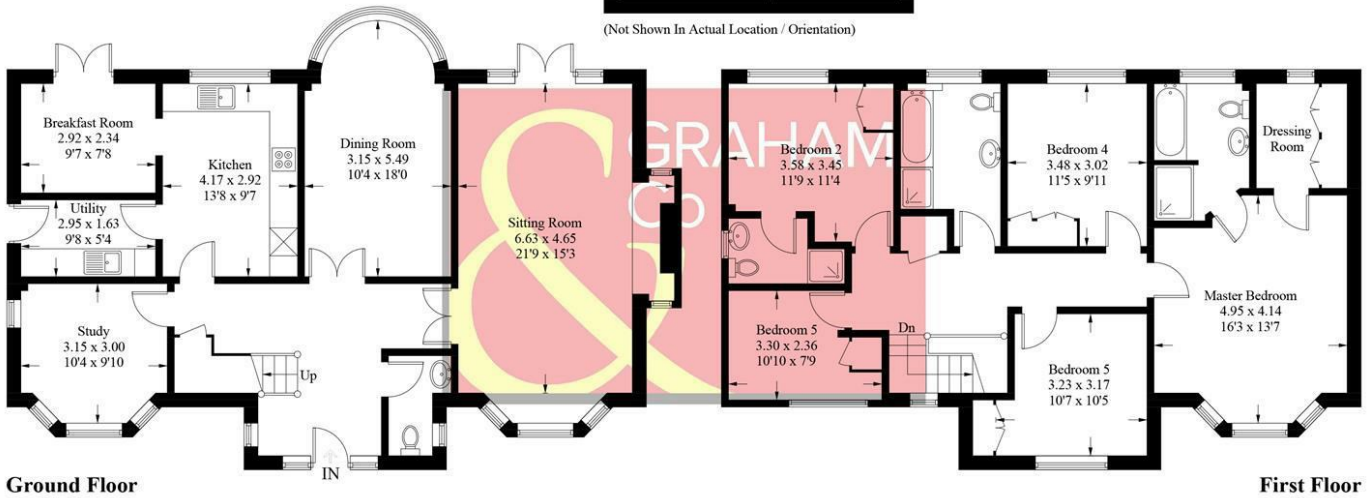 (Not Shown In Actual Location / Orientation)
Breakfast Room
2.92 x 2.34
9'7 x 7'8
Kitchen
4.17 x 2.92
13'8 x 9'7
Dining Room
3.15 x 5.49
10'4 x 18'0
Utility
2.95 x 1.63
9'8 x 5'4
Sitting Room
6.63 x 4.65
21'9 x 15'3
Study
3.15 x 3.00
10'4 x 9'10
Up
IN
Ground Floor
&
GRAHAM
Co
Bedroom 2
3.58 x 3.45
11'9 x 11'4
Bedroom 4
3.48 x 3.02
11'5 x 9'11
Dressing
Room
Master Bedroom
4.95 x 4.14
16'3 x 13'7
Bedroom 5
3.30 x 2.36
10'10 x 7'9
Dn
Bedroom 5
3.23 x 3.17
10'7 x 10'5
First Floor